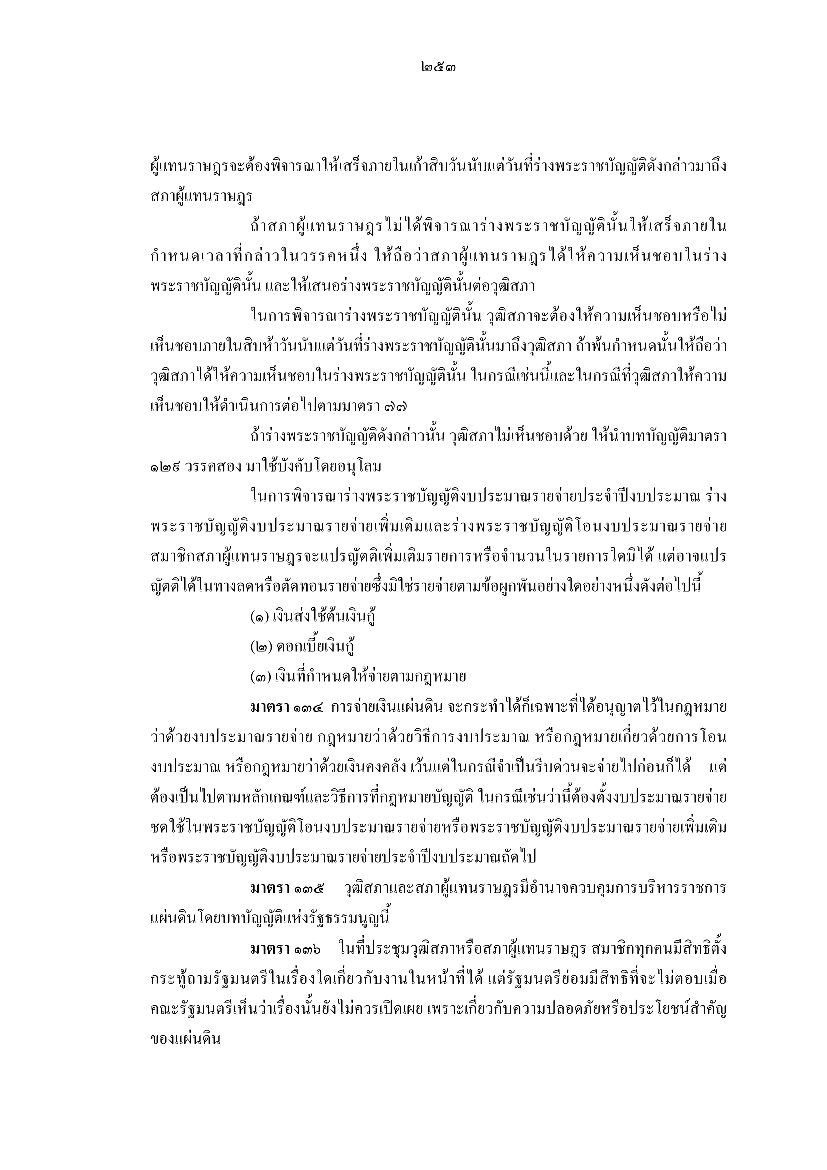 ๒๕๓
ผู้แทนราษฎรจะต้องพิจารณาให้เสร็จภายในเก้าสิบวันนับแต่วันที่ร่างพระราชบัญญัติดังกล่าวมาถึง
สภาผู้แทนราษฎร
ถ้าสภาผู้แทนราษฎรไม่ได้พิจารณาร่างพระราชบัญญัตินั้นให้เสร็จภายใน
กำหนดเวลาที่กล่าวในวรรคหนึ่ง ให้ถือว่าสภาผู้แทนราษฎรได้ให้ความเห็นชอบในร่าง
พระราชบัญญัตินั้น และให้เสนอร่างพระราชบัญญัตินั้นต่อวุฒิสภา
ในการพิจารณาร่างพระราชบัญญัตินั้น วุฒิสภาจะต้องให้ความเห็นชอบหรือไม่
เห็นชอบภายในสิบห้าวันนับแต่วันที่ร่างพระราชบัญญัตินั้นมาถึงวุฒิสภา ถ้าพ้นกำหนดนั้นให้ถือว่า
วุฒิสภาได้ให้ความเห็นชอบในร่างพระราชบัญญัตินั้น ในกรณีเช่นนี้และในกรณีที่วุฒิสภาให้ความ
เห็นชอบให้ดำเนินการต่อไปตามมาตรา ๗๗
ถ้าร่างพระราชบัญญัติดังกล่าวนั้น วุฒิสภาไม่เห็นชอบด้วย ให้นำบทบัญญัติมาตรา
๑๒๙ วรรคสอง มาใช้บังคับโดยอนุโลม
ในการพิจารณาร่างพระราชบัญญัติงบประมาณรายจ่ายประจำปีงบประมาณ ร่าง
พระราชบัญญัติงบประมาณรายจ่ายเพิ่มเติมและร่างพระราชบัญญัติโอนงบประมาณรายจ่าย
สมาชิกสภาผู้แทนราษฎรจะแปรญัตติเพิ่มเติมรายการหรือจำนวนในรายการใดมิได้ แต่อาจแปร
ญัตติได้ในทางลดหรือตัดทอนรายจ่ายซึ่งมิใช่รายจ่ายตามข้อผูกพันอย่างใดอย่างหนึ่งดังต่อไปนี้
(๑) เงินส่งใช้ต้นเงินกู้
(๒) ดอกเบี้ยเงินกู้
(๓) เงินที่กำหนดให้จ่ายตามกฎหมาย
มาตรา ๑๓๔ การจ่ายเงินแผ่นดิน จะกระทำได้ก็เฉพาะที่ได้อนุญาตไว้ในกฎหมาย
ว่าด้วยงบประมาณรายจ่าย กฎหมายว่าด้วยวิธีการงบประมาณ หรือกฎหมายเกี่ยวด้วยการโอน
งบประมาณ หรือกฎหมายว่าด้วยเงินคงคลัง เว้นแต่ในกรณีจำเป็นรีบด่วนจะจ่ายไปก่อนก็ได้ แต่
ต้องเป็นไปตามหลักเกณฑ์และวิธีการที่กฎหมายบัญญัติ ในกรณีเช่นว่านี้ต้องตั้งงบประมาณรายจ่าย
ชดใช้ในพระราชบัญญัติโอนงบประมาณรายจ่ายหรือพระราชบัญญัติงบประมาณรายจ่ายเพิ่มเติม
หรือพระราชบัญญัติงบประมาณรายจ่ายประจำปีงบประมาณถัดไป
มาตรา ๑๓๕ วุฒิสภาและสภาผู้แทนราษฎรมีอำนาจควบคุมการบริหารราชการ
แผ่นดินโดยบทบัญญัติแห่งรัฐธรรมนูญนี้
มาตรา ๑๓๖ ในที่ประชุมวุฒิสภาหรือสภาผู้แทนราษฎร สมาชิกทุกคนมีสิทธิตั้ง
กระทู้ถามรัฐมนตรีในเรื่องใดเกี่ยวกับงานในหน้าที่ได้ แต่รัฐมนตรีย่อมมีสิทธิที่จะไม่ตอบเมื่อ
คณะรัฐมนตรีเห็นว่าเรื่องนั้นยังไม่ควรเปิดเผย เพราะเกี่ยวกับความปลอดภัยหรือประโยชน์สำคัญ
ของแผ่นดิน